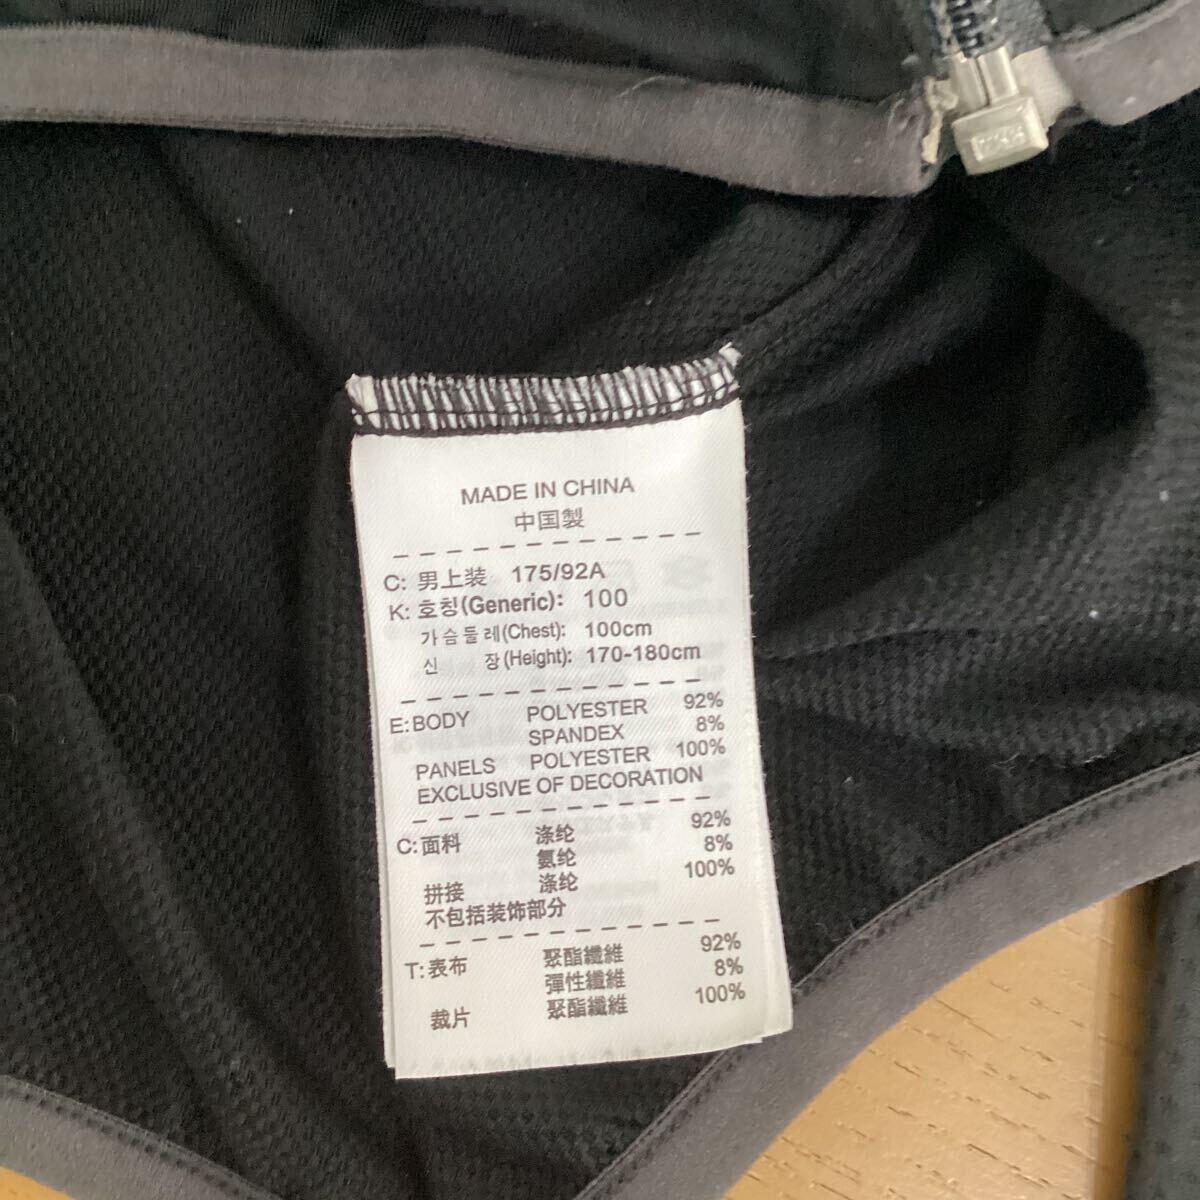 MADE IN CHINA
中国製
C: 男上装 175/92A
K: 호칭(Generic): 100
가슴둘레(Chest): 100cm
신 장(Height): 170-180cm
E: BODY POLYESTER 92%
SPANDEX 8%
PANELS POLYESTER 100%
EXCLUSIVE OF DECORATION
C: 面料 涤纶 92%
氨纶 8%
拼接 涤纶 100%
不包括装饰部分
T: 表布 聚酯纖維 92%
彈性纖維 8%
裁片 聚酯纖維 100%